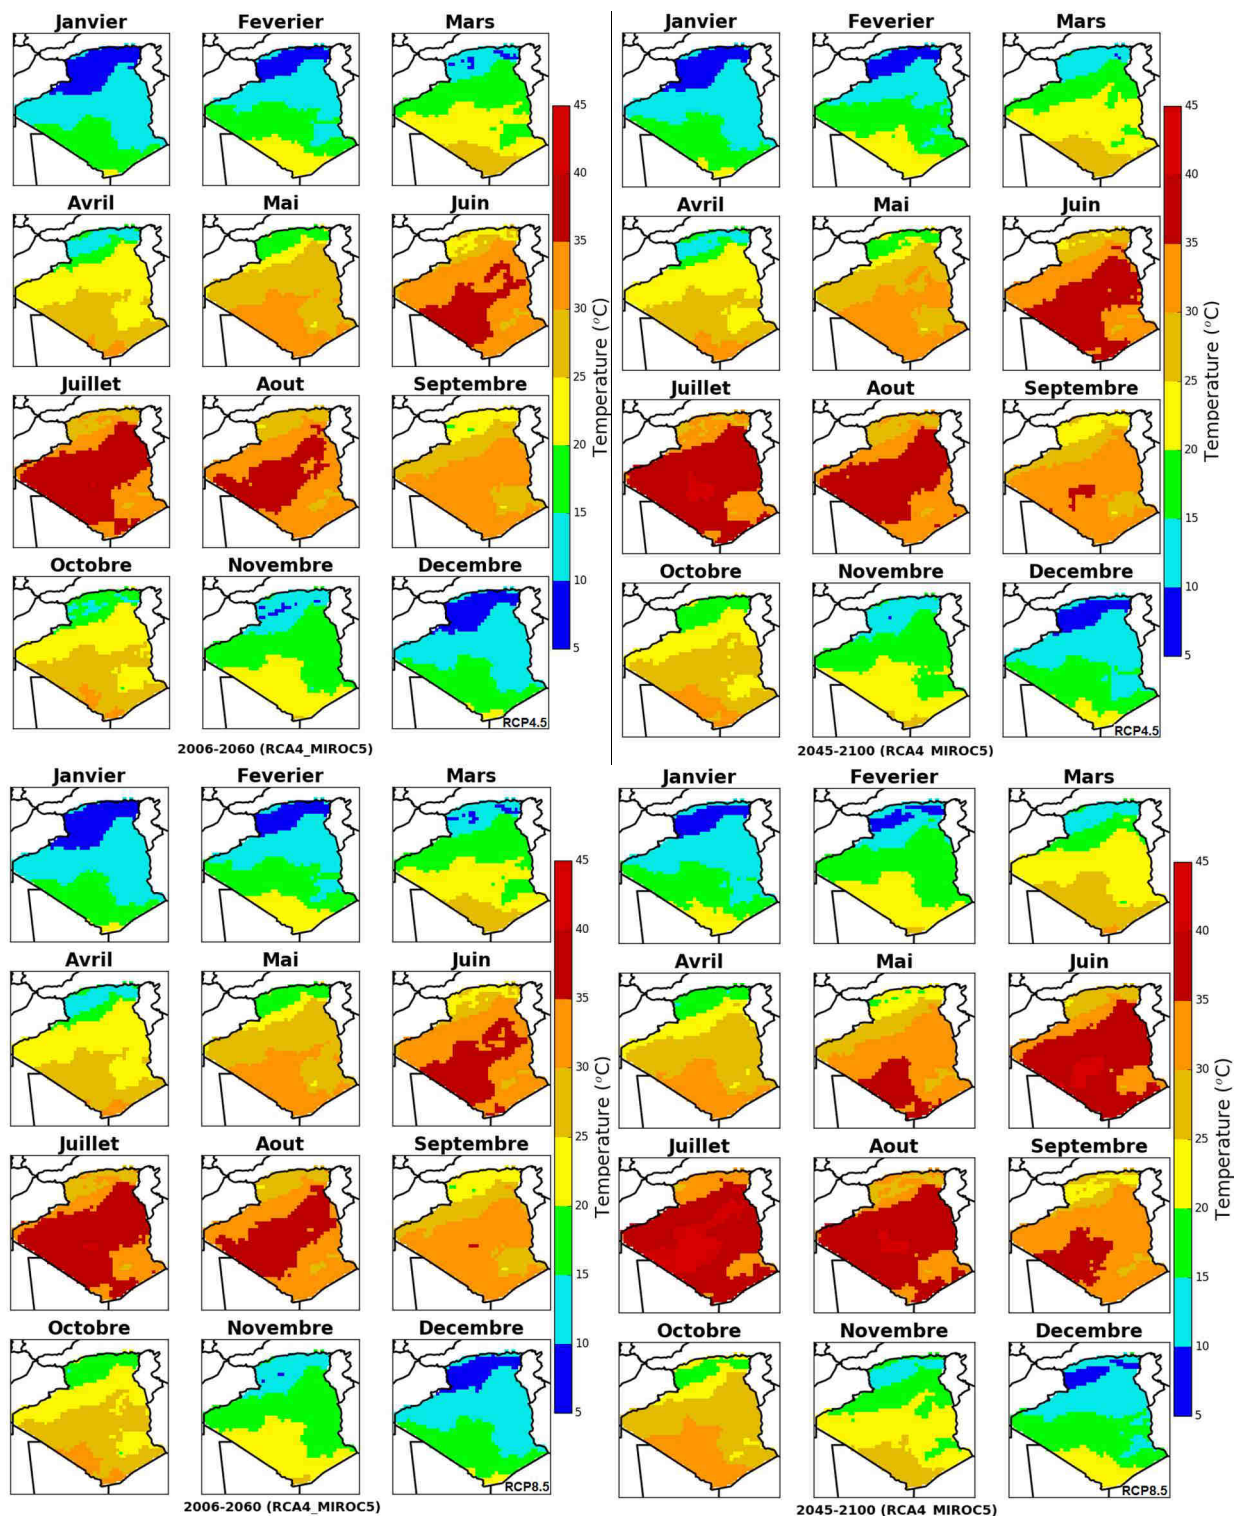 Janvier Feverier Mars
45
40
Avril Mai Juin
35
30
25
Juillet Aout Septembre
20
15
Octobre Novembre Decembre
10
5
Temperature (°C)
RCP4.5
2006-2060 (RCA4_MIROC5)
Janvier Feverier Mars
45
40
Avril Mai Juin
35
30
25
Juillet Aout Septembre
20
15
Octobre Novembre Decembre
10
5
Temperature (°C)
RCP4.5
2045-2100 (RCA4 MIROC5)
Janvier Feverier Mars
45
40
Avril Mai Juin
35
30
25
Juillet Aout Septembre
20
15
Octobre Novembre Decembre
10
5
Temperature (°C)
RCP8.5
2006-2060 (RCA4_MIROC5)
Janvier Feverier Mars
45
40
Avril Mai Juin
35
30
25
Juillet Aout Septembre
20
15
Octobre Novembre Decembre
10
5
Temperature (°C)
RCP8.5
2045-2100 (RCA4 MIROC5)